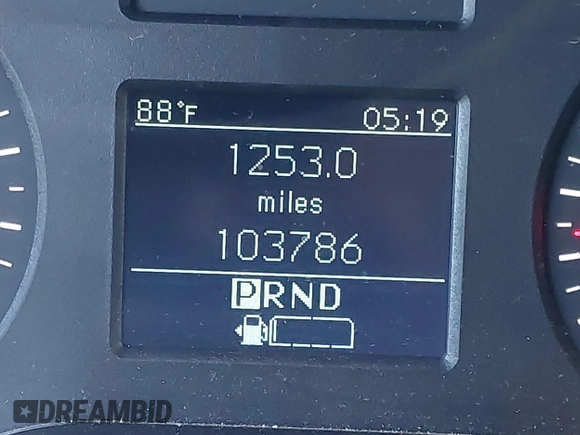 88°F 05:19
1253.0
miles
103786
PRND
DREAMBID